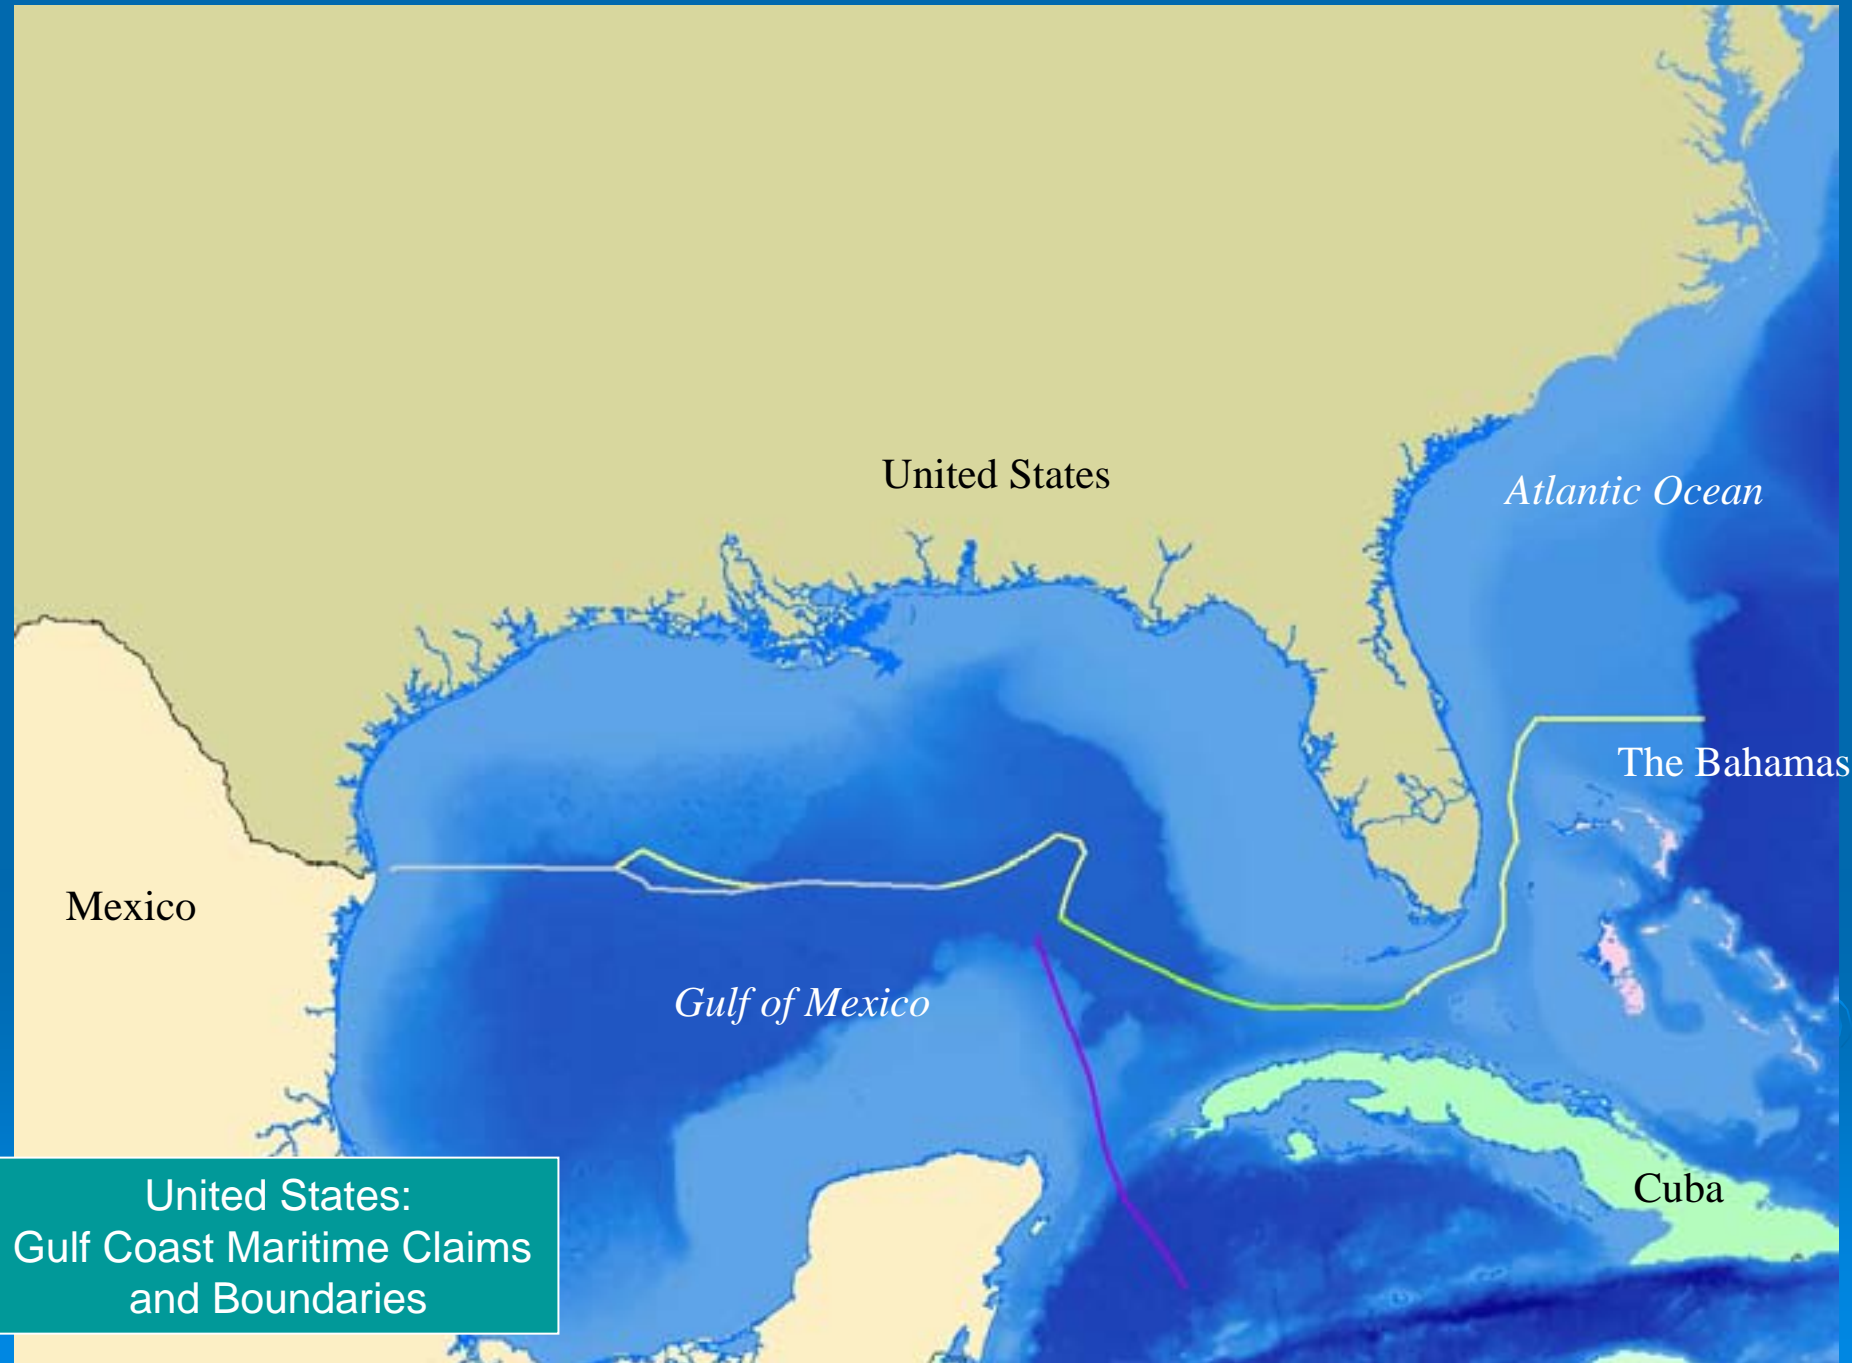 United States
Atlantic Ocean
The Bahamas
Mexico
Gulf of Mexico
Cuba
United States:
Gulf Coast Maritime Claims
and Boundaries